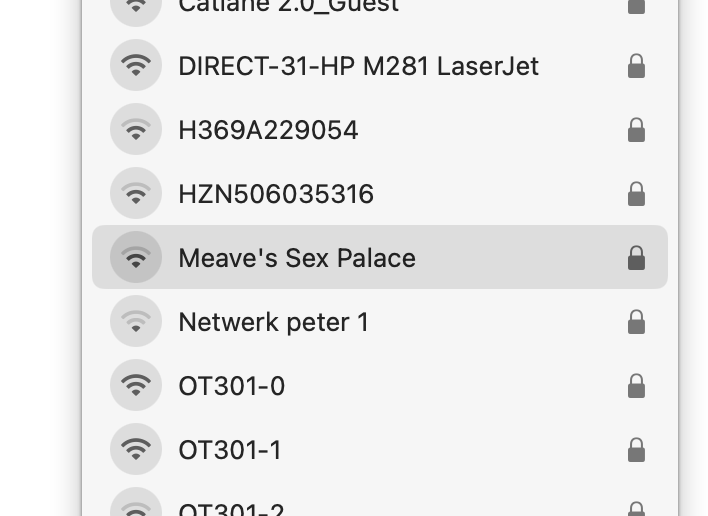 Catlane 2.0_Guest
DIRECT-31-HP M281 LaserJet
H369A229054
HZN506035316
Meave's Sex Palace
Netwerk peter 1
OT301-0
OT301-1
OT301-2